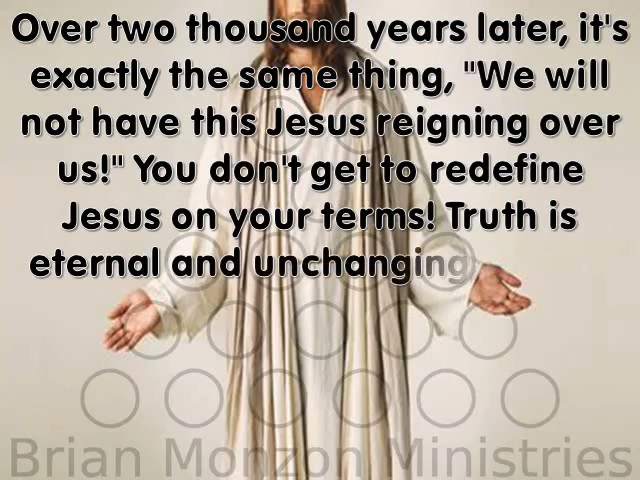 Over two thousand years later, it's
exactly the same thing, "We will
not have this Jesus reigning over
us!" You don't get to redefine
Jesus on your terms! Truth is
eternal and unchanging
Brian Monzon Ministries